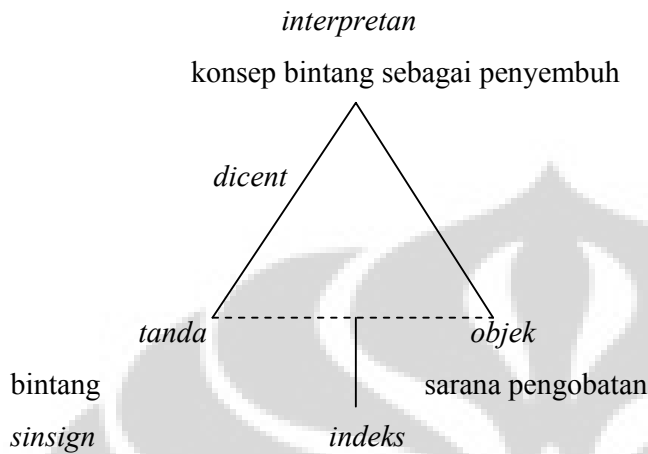 interpretan
konsep bintang sebagai penyembuh
dicent
tanda objek
bintang sarana pengobatan
sinsign indeks